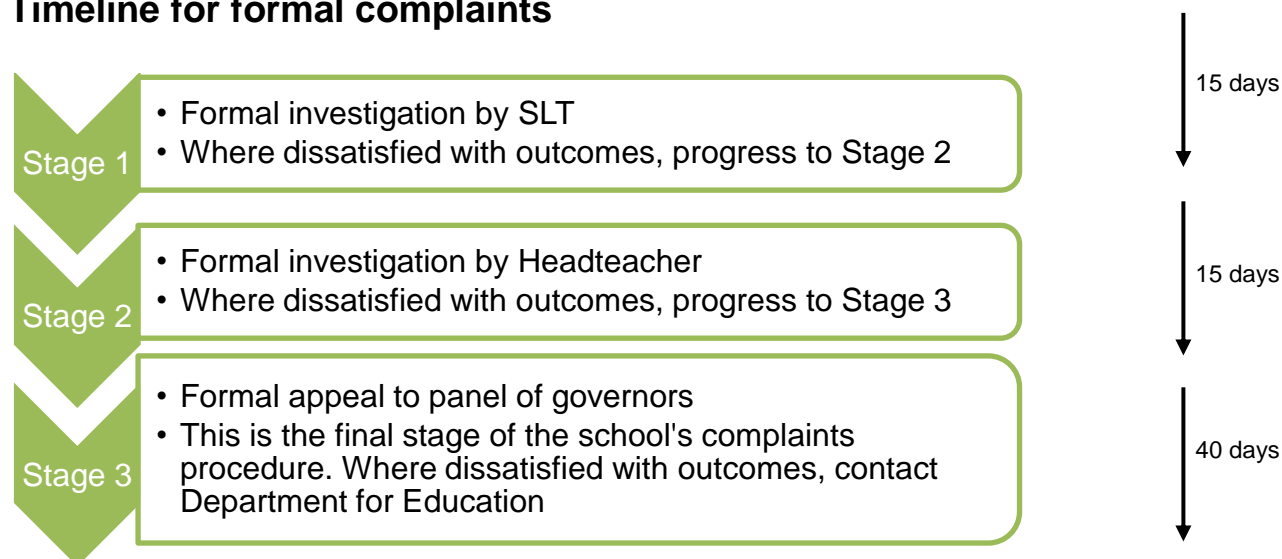 Timeline for formal complaints
15 days
Stage 1
• Formal investigation by SLT
• Where dissatisfied with outcomes, progress to Stage 2
15 days
Stage 2
• Formal investigation by Headteacher
• Where dissatisfied with outcomes, progress to Stage 3
40 days
Stage 3
• Formal appeal to panel of governors
• This is the final stage of the school's complaints
procedure. Where dissatisfied with outcomes, contact
Department for Education